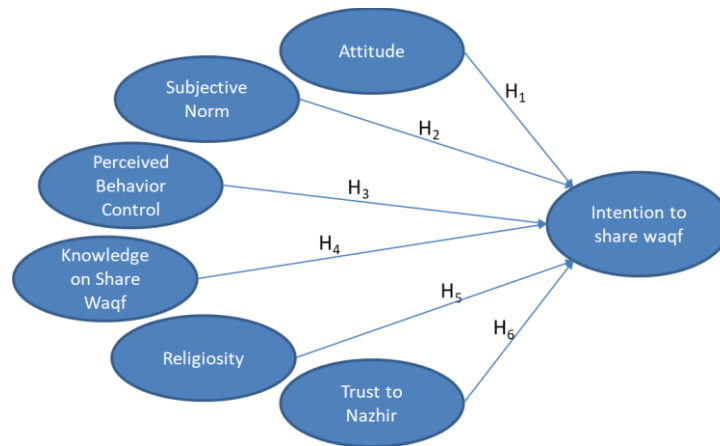 Attitude
H1
Subjective
Norm
H2
Perceived
Behavior
Control
H3
Intention to
share waqf
Knowledge
on Share
Waqf
H4
H5
Religiosity
H6
Trust to
Nazhir